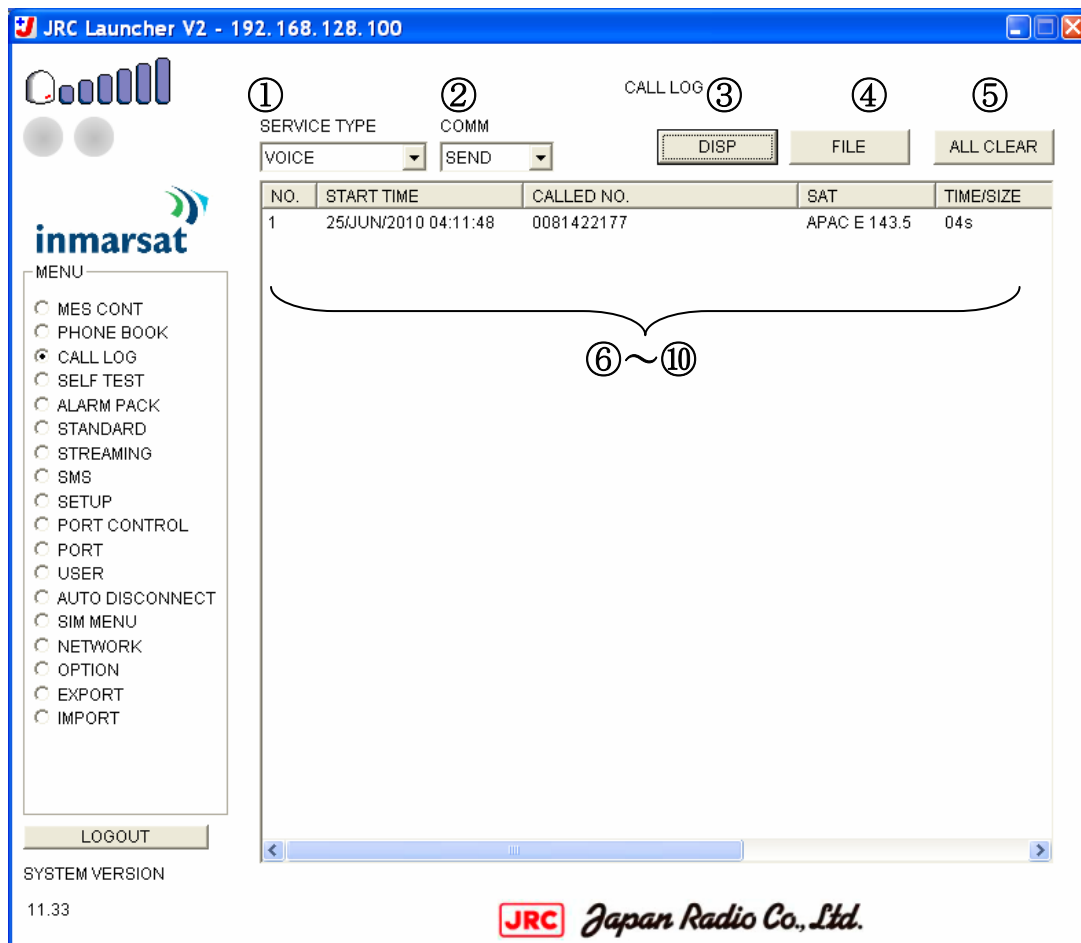 JRC Launcher V2 - 192.168.128.100
CALL LOG
① ② ③ ④ ⑤
SERVICE TYPE COMM
VOICE SEND DISP FILE ALL CLEAR
NO. START TIME CALLED NO. SAT TIME/SIZE
1 25/JUN/2010 04:11:48 0081422177 APAC E 143.5 04s
⑥～⑩
inmarsat
MENU
MES CONT
PHONE BOOK
CALL LOG
SELF TEST
ALARM PACK
STANDARD
STREAMING
SMS
SETUP
PORT CONTROL
PORT
USER
AUTO DISCONNECT
SIM MENU
NETWORK
OPTION
EXPORT
IMPORT
LOGOUT
SYSTEM VERSION
11.33
JRC Japan Radio Co., Ltd.